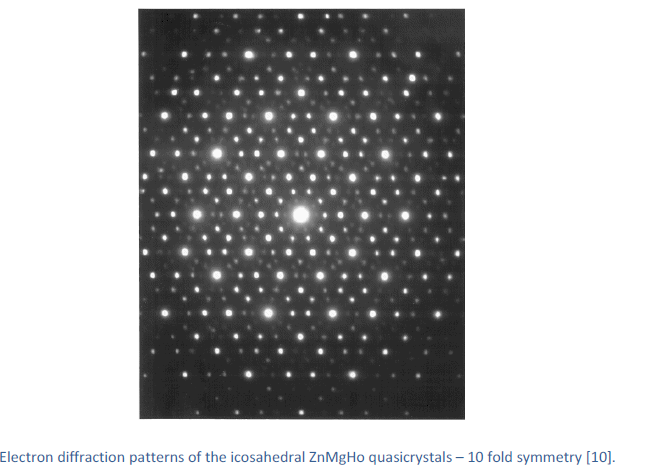 Electron diffraction patterns of the icosahedral ZnMgHo quasicrystals – 10 fold symmetry [10].